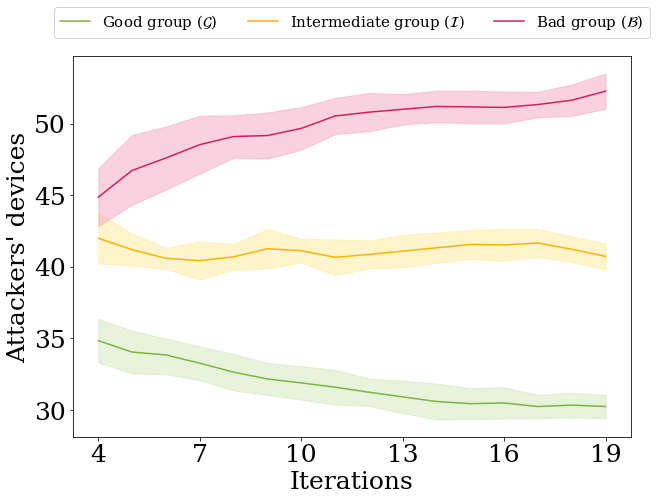 Good group (𝒢) Intermediate group (ℐ) Bad group (ℬ)
50
45
40
35
30
Attackers' devices
4 7 10 13 16 19
Iterations